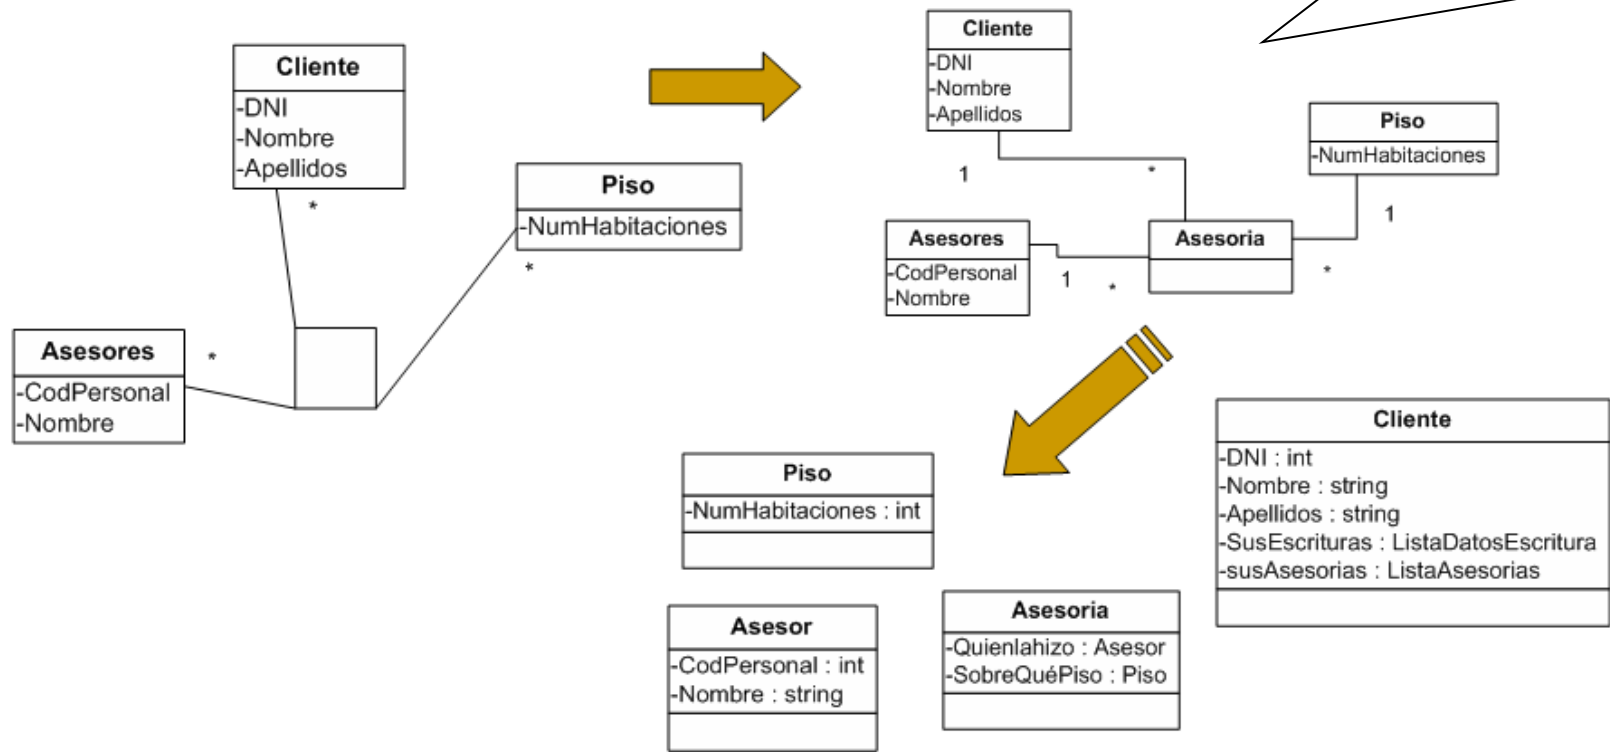 Cliente
-DNI
-Nombre
-Apellidos
*
Piso
-NumHabitaciones
*
Asesores
-CodPersonal
-Nombre
*
Cliente
-DNI
-Nombre
-Apellidos
1
*
Piso
-NumHabitaciones
1
*
Asesores
-CodPersonal
-Nombre
1
*
Asesoria
Piso
-NumHabitaciones : int
Cliente
-DNI : int
-Nombre : string
-Apellidos : string
-SusEscrituras : ListaDatosEscritura
-susAsesorias : ListaAsesorias
Asesor
-CodPersonal : int
-Nombre : string
Asesoria
-Quienlahizo : Asesor
-SobreQuéPiso : Piso